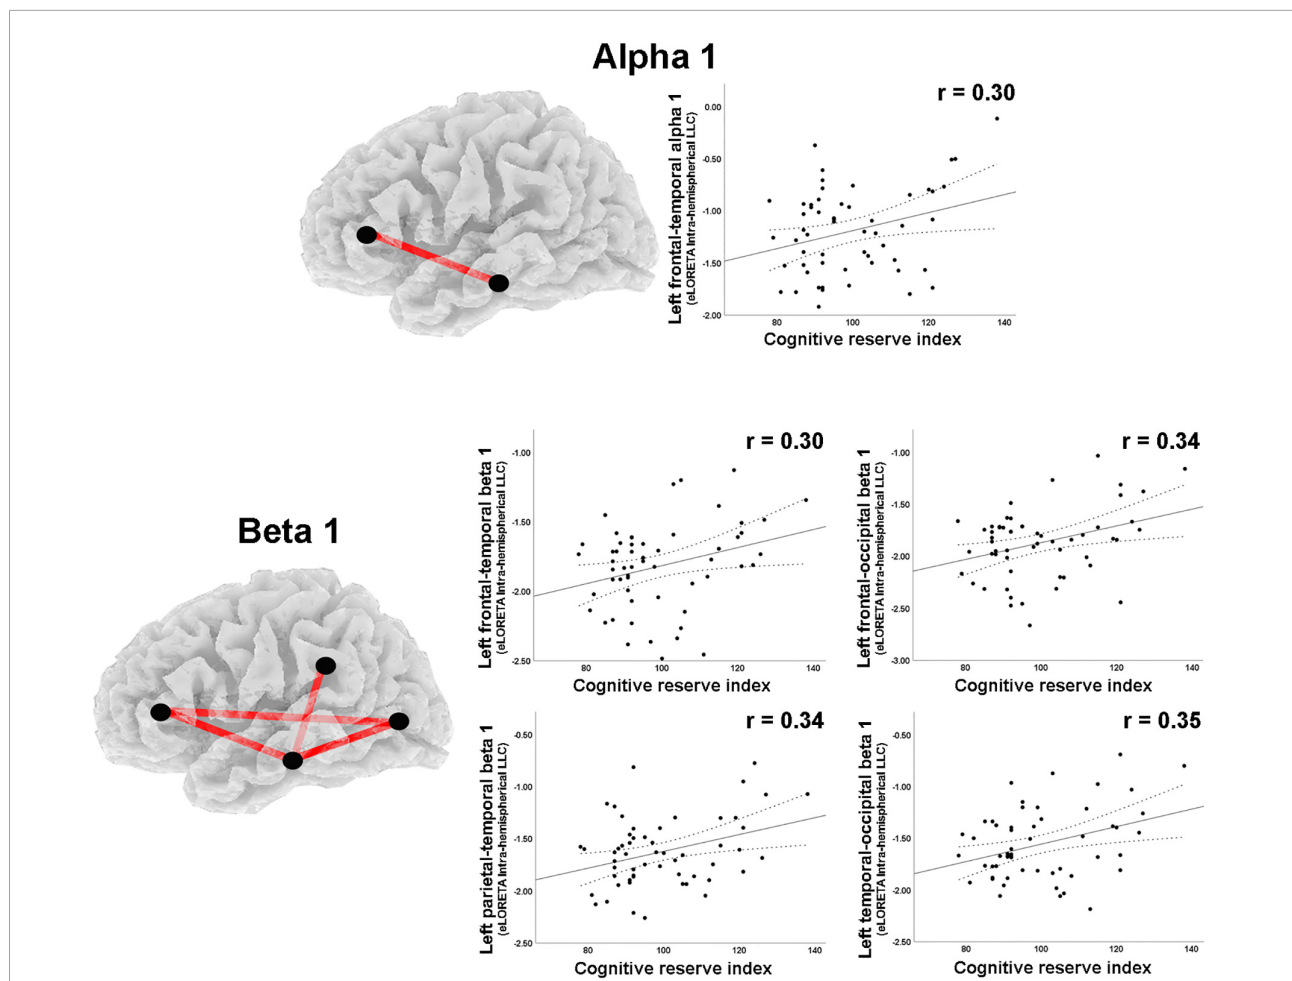 Alpha 1
r = 0.30
Left frontal-temporal alpha 1
(eLORETA Intra-hemispherical LLC)
0.00
-0.50
-1.00
-1.50
-2.00
80
100
120
140
Cognitive reserve index
Beta 1
r = 0.30
Left frontal-temporal beta 1
(eLORETA Intra-hemispherical LLC)
-1.00
-1.50
-2.00
-2.50
80
100
120
140
Cognitive reserve index
r = 0.34
Left frontal-occipital beta 1
(eLORETA Intra-hemispherical LLC)
-1.00
-1.50
-2.00
-2.50
-3.00
80
100
120
140
Cognitive reserve index
r = 0.34
Left parietal-temporal beta 1
(eLORETA Intra-hemispherical LLC)
-0.50
-1.00
-1.50
-2.00
-2.50
80
100
120
140
Cognitive reserve index
r = 0.35
Left temporal-occipital beta 1
(eLORETA Intra-hemispherical LLC)
-0.50
-1.00
-1.50
-2.00
-2.50
80
100
120
140
Cognitive reserve index